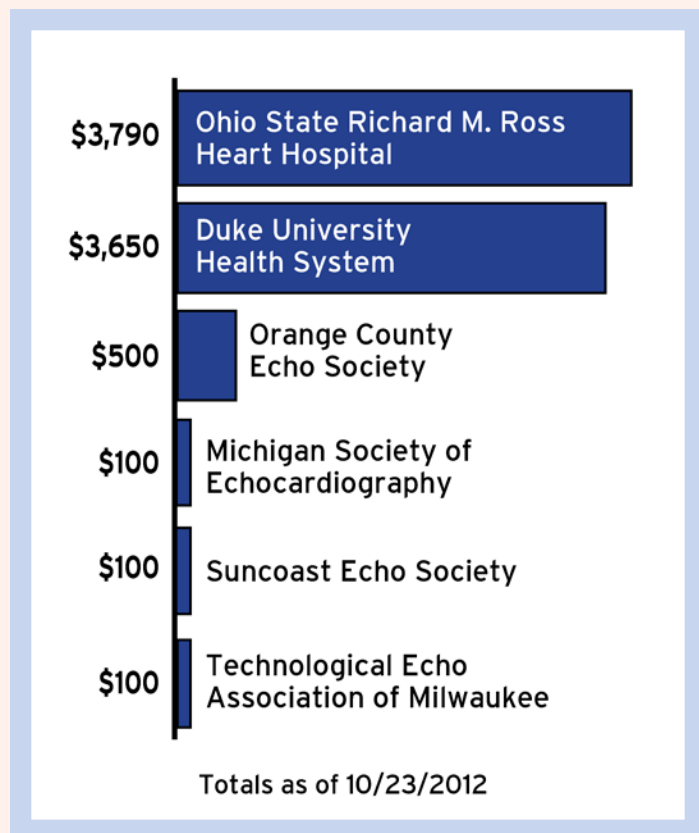 $3,790
Ohio State Richard M. Ross
Heart Hospital
$3,650
Duke University
Health System
$500
Orange County
Echo Society
$100
Michigan Society of
Echocardiography
$100
Suncoast Echo Society
$100
Technological Echo
Association of Milwaukee
Totals as of 10/23/2012